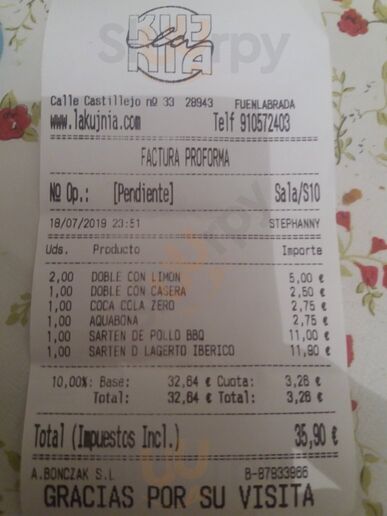 KUJ
La
NIA
Calle Castillejo nº 33 28943 FUENLABRADA
www.lakujnia.com Telf 910572403
FACTURA PROFORMA
Nº Op.: [Pendiente] Sala/S10
18/07/2019 23:51 STEPHANNY
Uds. Producto Importe
2,00 DOBLE CON LIMON 5,00 €
1,00 DOBLE CON CASERA 2,50 €
1,00 COCA COLA ZERO 2,75 €
1,00 AQUABONA 2,75 €
1,00 SARTEN DE POLLO BBQ 11,00 €
1,00 SARTEN D LAGERTO IBERICO 11,90 €
10,00%: Base: 32,64 € Cuota: 3,26 €
Total: 32,64 € Total: 3,26 €
Total (Impuestos Incl.) 35,90 €
A.BONCZAK S.L B-87933966
GRACIAS POR SU VISITA